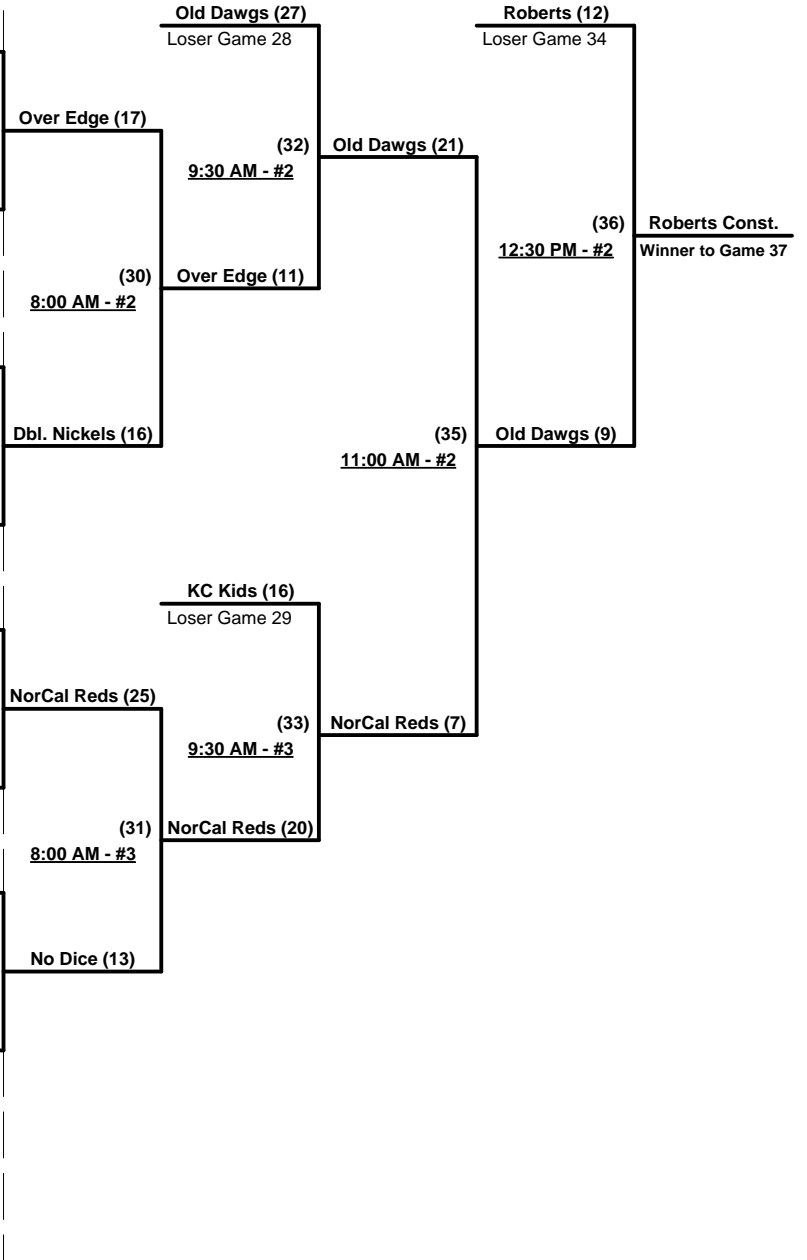 Old Dawgs (27)
Loser Game 28
Roberts (12)
Loser Game 34
Over Edge (17)
(32)
9:30 AM - #2
Old Dawgs (21)
(36)
12:30 PM - #2
Roberts Const.
Winner to Game 37
(30)
8:00 AM - #2
Over Edge (11)
Dbl. Nickels (16)
(35)
11:00 AM - #2
Old Dawgs (9)
KC Kids (16)
Loser Game 29
NorCal Reds (25)
(33)
9:30 AM - #3
NorCal Reds (7)
(31)
8:00 AM - #3
NorCal Reds (20)
No Dice (13)